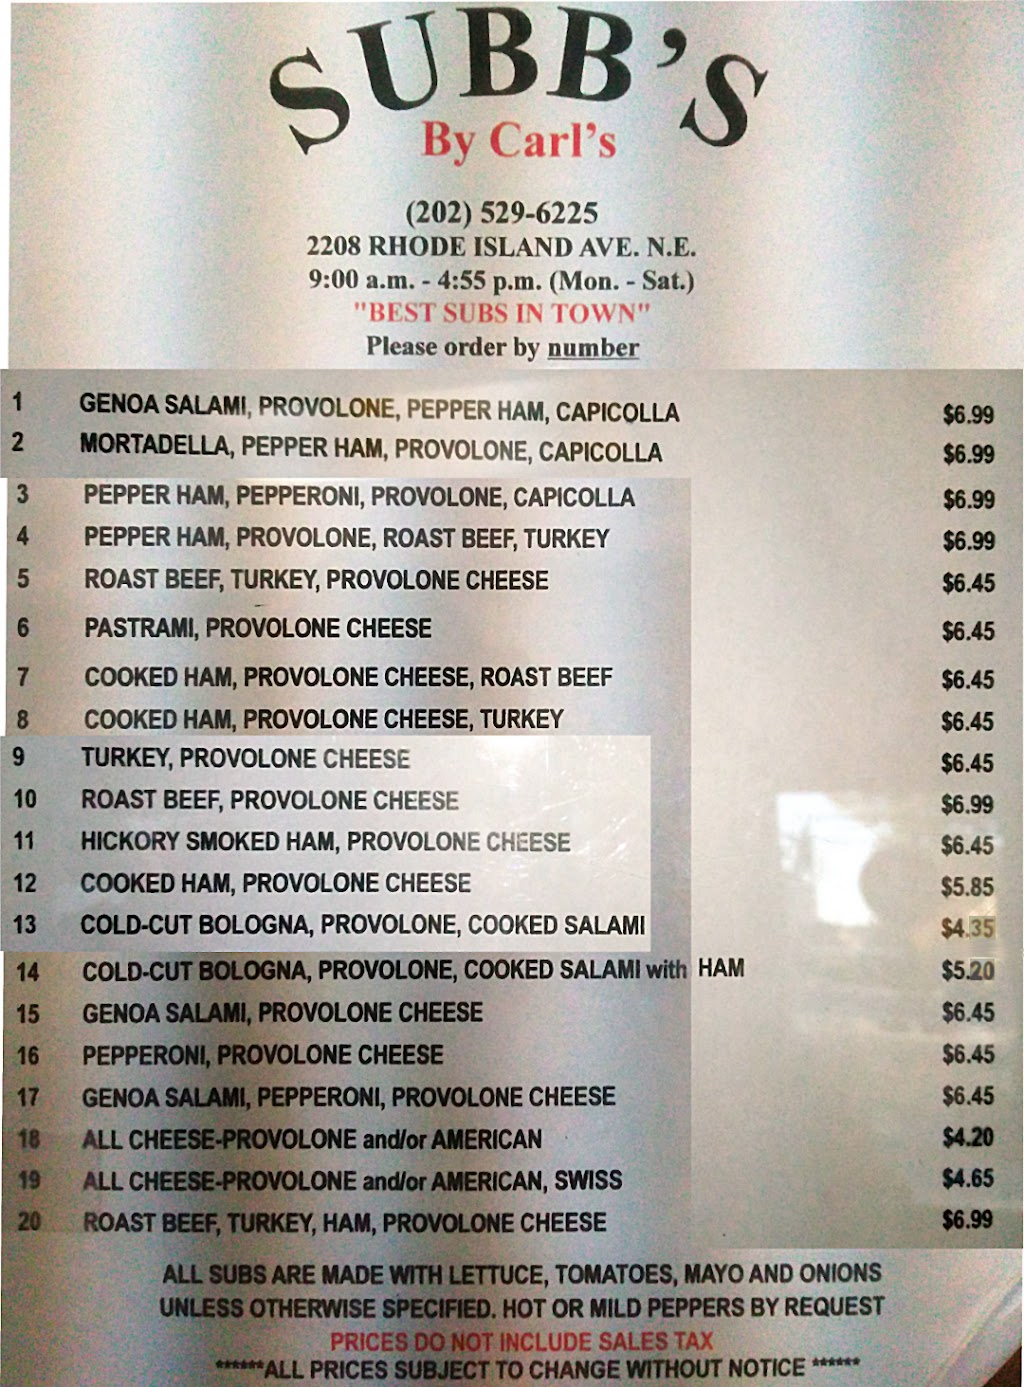 SUBB'S
By Carl's
(202) 529-6225
2208 RHODE ISLAND AVE. N.E.
9:00 a.m. - 4:55 p.m. (Mon. - Sat.)
"BEST SUBS IN TOWN"
Please order by number
1 GENOA SALAMI, PROVOLONE, PEPPER HAM, CAPICOLLA $6.99
2 MORTADELLA, PEPPER HAM, PROVOLONE, CAPICOLLA $6.99
3 PEPPER HAM, PEPPERONI, PROVOLONE, CAPICOLLA $6.99
4 PEPPER HAM, PROVOLONE, ROAST BEEF, TURKEY $6.99
5 ROAST BEEF, TURKEY, PROVOLONE CHEESE $6.45
6 PASTRAMI, PROVOLONE CHEESE $6.45
7 COOKED HAM, PROVOLONE CHEESE, ROAST BEEF $6.45
8 COOKED HAM, PROVOLONE CHEESE, TURKEY $6.45
9 TURKEY, PROVOLONE CHEESE $6.45
10 ROAST BEEF, PROVOLONE CHEESE $6.99
11 HICKORY SMOKED HAM, PROVOLONE CHEESE $6.45
12 COOKED HAM, PROVOLONE CHEESE $5.85
13 COLD-CUT BOLOGNA, PROVOLONE, COOKED SALAMI $4.35
14 COLD-CUT BOLOGNA, PROVOLONE, COOKED SALAMI with HAM $5.20
15 GENOA SALAMI, PROVOLONE CHEESE $6.45
16 PEPPERONI, PROVOLONE CHEESE $6.45
17 GENOA SALAMI, PEPPERONI, PROVOLONE CHEESE $6.45
18 ALL CHEESE-PROVOLONE and/or AMERICAN $4.20
19 ALL CHEESE-PROVOLONE and/or AMERICAN, SWISS $4.65
20 ROAST BEEF, TURKEY, HAM, PROVOLONE CHEESE $6.99
ALL SUBS ARE MADE WITH LETTUCE, TOMATOES, MAYO AND ONIONS
UNLESS OTHERWISE SPECIFIED. HOT OR MILD PEPPERS BY REQUEST
PRICES DO NOT INCLUDE SALES TAX
******ALL PRICES SUBJECT TO CHANGE WITHOUT NOTICE ******